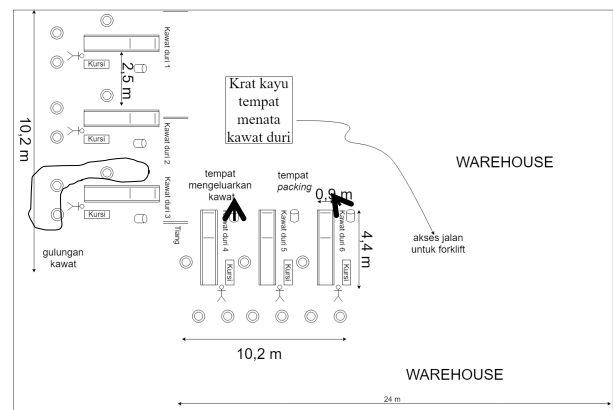 Kawat duri 1
Kursi
2,5 m
Krat kayu
tempat
menata
kawat duri
10,2 m
Kursi
Kawat duri 2
WAREHOUSE
tempat
mengeluarkan
kawat
tempat
packing
0,9 m
Kawat duri 3
Kursi
Tiang
gulungan
kawat
Kawat duri 4
Kursi
Kawat duri 5
Kursi
Kawat duri 6
Kursi
4,4 m
akses jalan
untuk forklift
10,2 m
WAREHOUSE
24 m